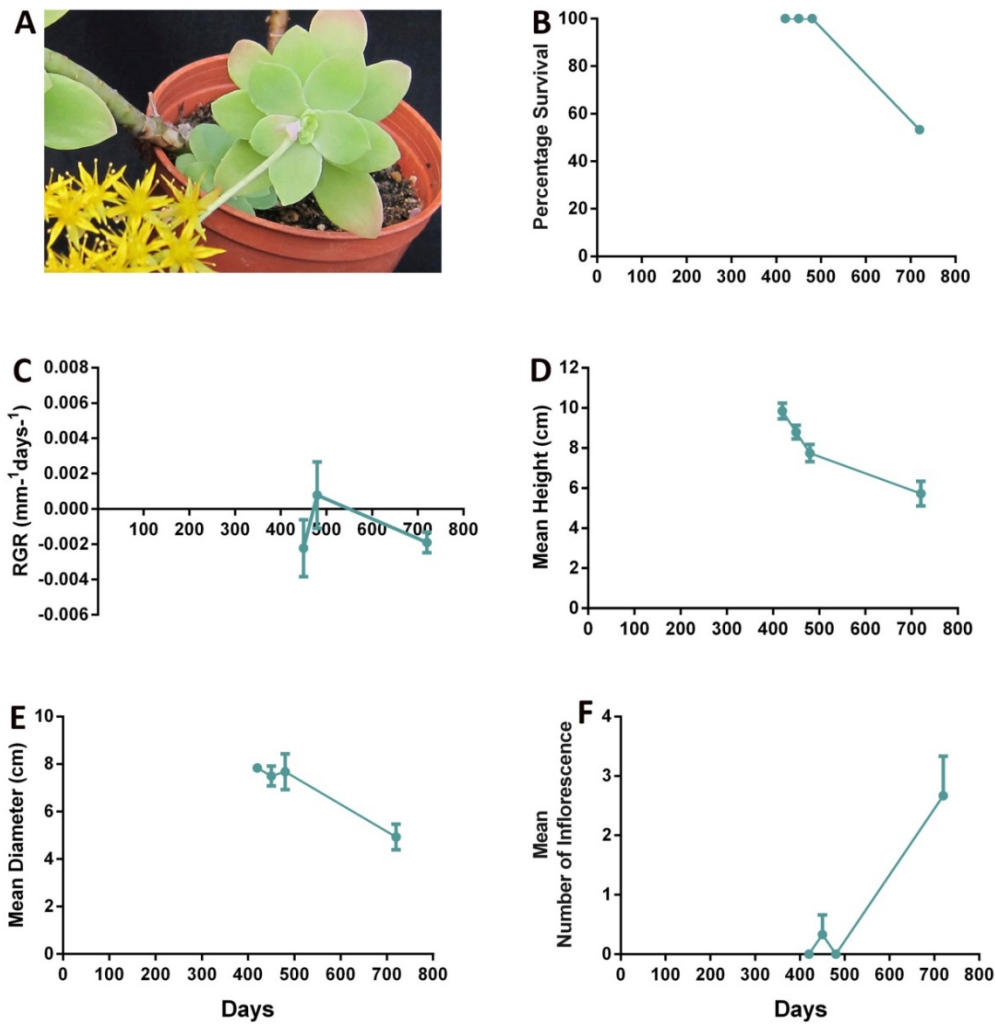 A
B
Percentage Survival
100
80
60
40
20
0
0 100 200 300 400 500 600 700 800
C
RGR (mm-1days-1)
0.008
0.006
0.004
0.002
0.000
-0.002
-0.004
-0.006
100 200 300 400 500 600 700 800
D
Mean Height (cm)
12
10
8
6
4
2
0
0 100 200 300 400 500 600 700 800
E
Mean Diameter (cm)
10
8
6
4
2
0
0 100 200 300 400 500 600 700 800
Days
F
Mean
Number of Inflorescence
4
3
2
1
0
0 100 200 300 400 500 600 700 800
Days